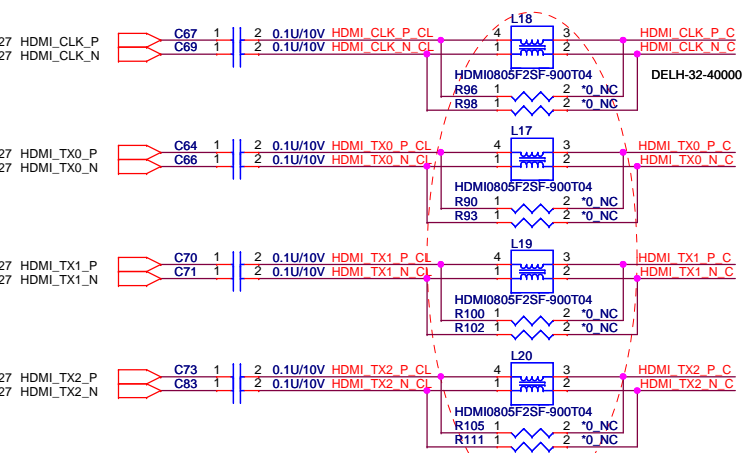 L18
C67 1 2 0.1U/10V HDMI_CLK_P_CL 4 3 HDMI_CLK_P_C
27 HDMI_CLK_P
C69 1 2 0.1U/10V HDMI_CLK_N_CL 1 2 HDMI_CLK_N_C
27 HDMI_CLK_N
HDMI0805F2SF-900T04 DELH-32-40000
R96 1 2 *0_NC
R98 1 2 *0_NC
L17
C64 1 2 0.1U/10V HDMI_TX0_P_CL 4 3 HDMI_TX0_P_C
27 HDMI_TX0_P
C66 1 2 0.1U/10V HDMI_TX0_N_CL 1 2 HDMI_TX0_N_C
27 HDMI_TX0_N
HDMI0805F2SF-900T04
R90 1 2 *0_NC
R93 1 2 *0_NC
L19
C70 1 2 0.1U/10V HDMI_TX1_P_CL 4 3 HDMI_TX1_P_C
27 HDMI_TX1_P
C71 1 2 0.1U/10V HDMI_TX1_N_CL 1 2 HDMI_TX1_N_C
27 HDMI_TX1_N
HDMI0805F2SF-900T04
R100 1 2 *0_NC
R102 1 2 *0_NC
L20
C73 1 2 0.1U/10V HDMI_TX2_P_CL 4 3 HDMI_TX2_P_C
27 HDMI_TX2_P
C83 1 2 0.1U/10V HDMI_TX2_N_CL 1 2 HDMI_TX2_N_C
27 HDMI_TX2_N
HDMI0805F2SF-900T04
R105 1 2 *0_NC
R111 1 2 *0_NC